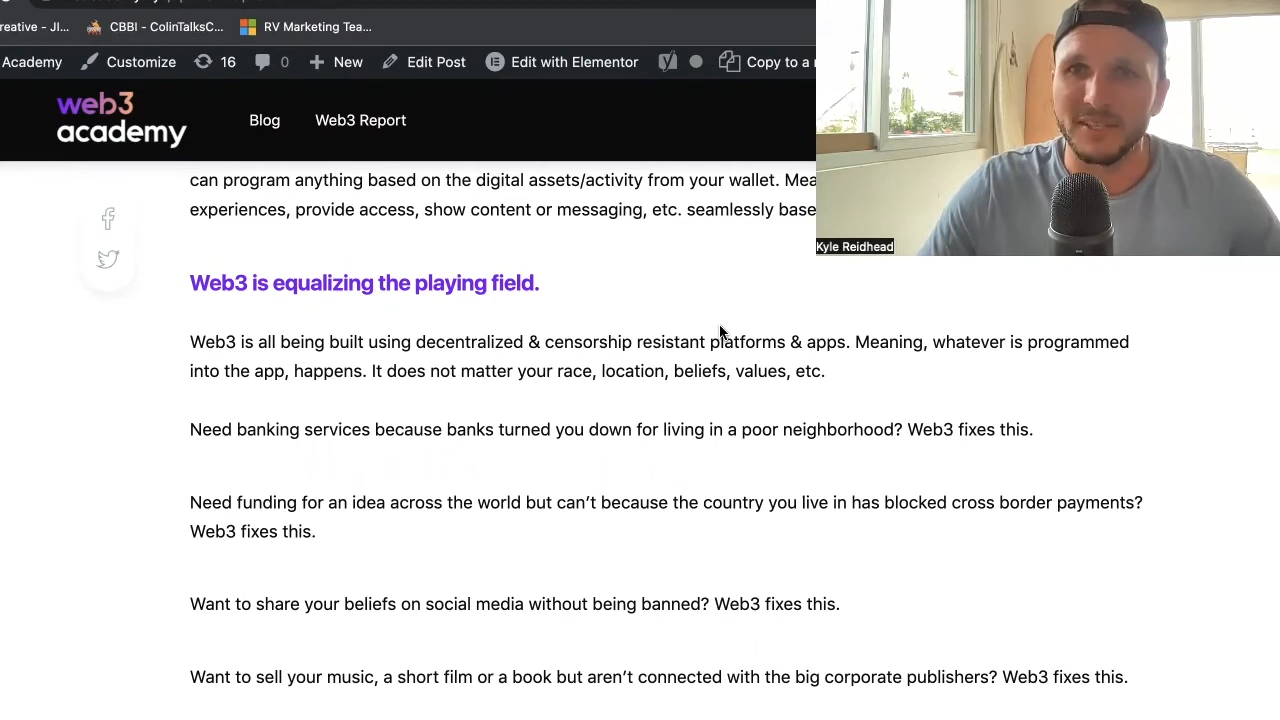 reative - JI...
CBBI - ColinTalksC...
RV Marketing Tea...
Academy
Customize
16
0
New
Edit Post
Edit with Elementor
Copy to a
web3
academy
Blog
Web3 Report
can program anything based on the digital assets/activity from your wallet. Mea
experiences, provide access, show content or messaging, etc. seamlessly base
Kyle Reidhead
Web3 is equalizing the playing field.
Web3 is all being built using decentralized & censorship resistant platforms & apps. Meaning, whatever is programmed
into the app, happens. It does not matter your race, location, beliefs, values, etc.
Need banking services because banks turned you down for living in a poor neighborhood? Web3 fixes this.
Need funding for an idea across the world but can’t because the country you live in has blocked cross border payments?
Web3 fixes this.
Want to share your beliefs on social media without being banned? Web3 fixes this.
Want to sell your music, a short film or a book but aren’t connected with the big corporate publishers? Web3 fixes this.